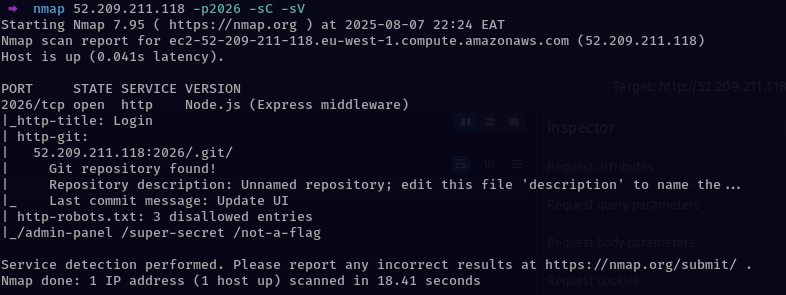 ➡ nmap 52.209.211.118 -p2026 -sC -sV
Starting Nmap 7.95 ( https://nmap.org ) at 2025-08-07 22:24 EAT
Nmap scan report for ec2-52-209-211-118.eu-west-1.compute.amazonaws.com (52.209.211.118)
Host is up (0.041s latency).
Target: http://52.209.211.118
PORT     STATE SERVICE VERSION
2026/tcp open  http    Node.js (Express middleware)
|_http-title: Login
Inspector
| http-git:
|   52.209.211.118:2026/.git/
|     Git repository found!
Request attributes
|     Repository description: Unnamed repository; edit this file 'description' to name the...
|_    Last commit message: Update UI
Request query parameters
| http-robots.txt: 3 disallowed entries
|_/admin-panel /super-secret /not-a-flag
Request body parameters
Service detection performed. Please report any incorrect results at https://nmap.org/submit/ .
Nmap done: 1 IP address (1 host up) scanned in 18.41 seconds
Request cookies